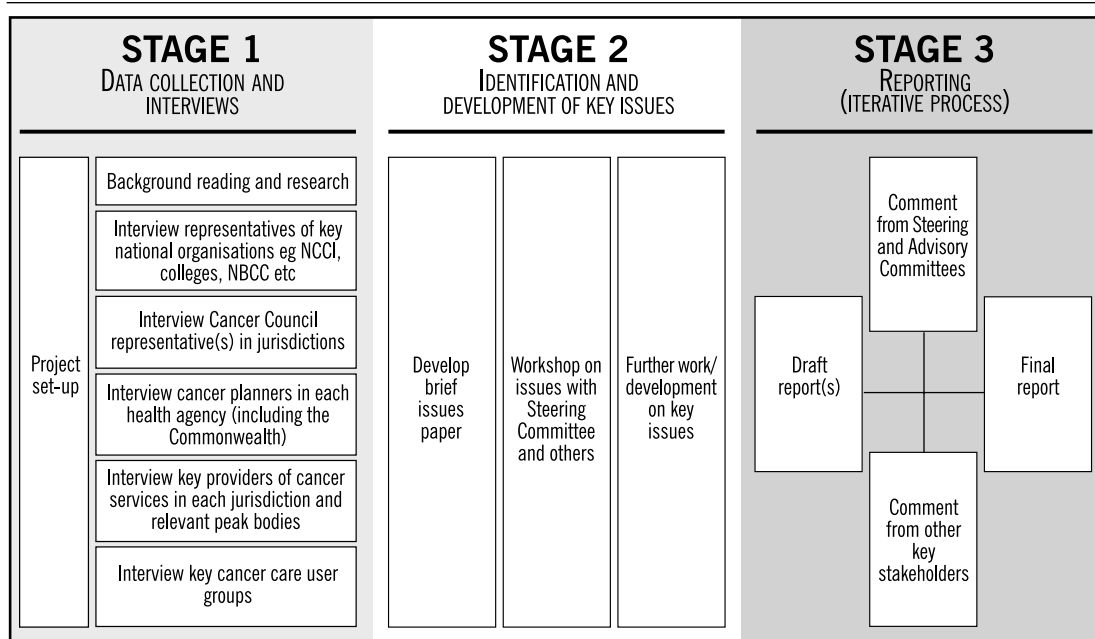 STAGE 1
DATA COLLECTION AND
INTERVIEWS
Project
set-up
Background reading and research
Interview representatives of key
national organisations eg NCCI,
colleges, NBCC etc
Interview Cancer Council
representative(s) in jurisdictions
Interview cancer planners in each
health agency (including the
Commonwealth)
Interview key providers of cancer
services in each jurisdiction and
relevant peak bodies
Interview key cancer care user
groups
STAGE 2
IDENTIFICATION AND
DEVELOPMENT OF KEY ISSUES
Develop
brief
issues
paper
Workshop on
issues with
Steering
Committee
and others
Further work/
development
on key
issues
STAGE 3
REPORTING
(ITERATIVE PROCESS)
Comment
from Steering
and Advisory
Committees
Draft
report(s)
Final
report
Comment
from other
key
stakeholders